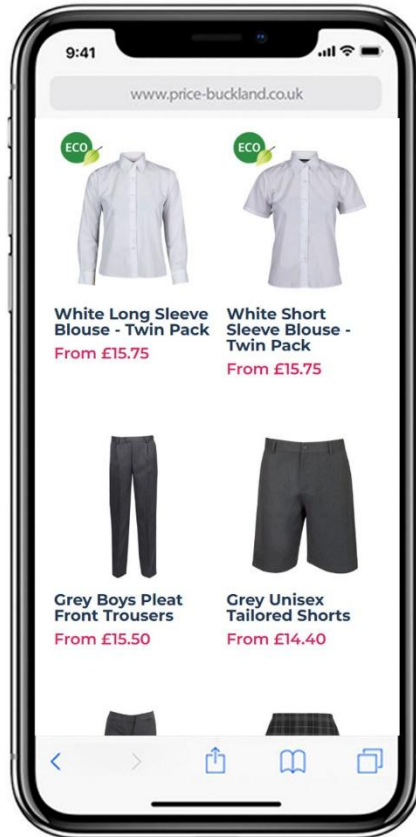 9:41
www.price-buckland.co.uk
ECO
ECO
White Long Sleeve
Blouse - Twin Pack
From £15.75
White Short
Sleeve Blouse -
Twin Pack
From £15.75
Grey Boys Pleat
Front Trousers
From £15.50
Grey Unisex
Tailored Shorts
From £14.40